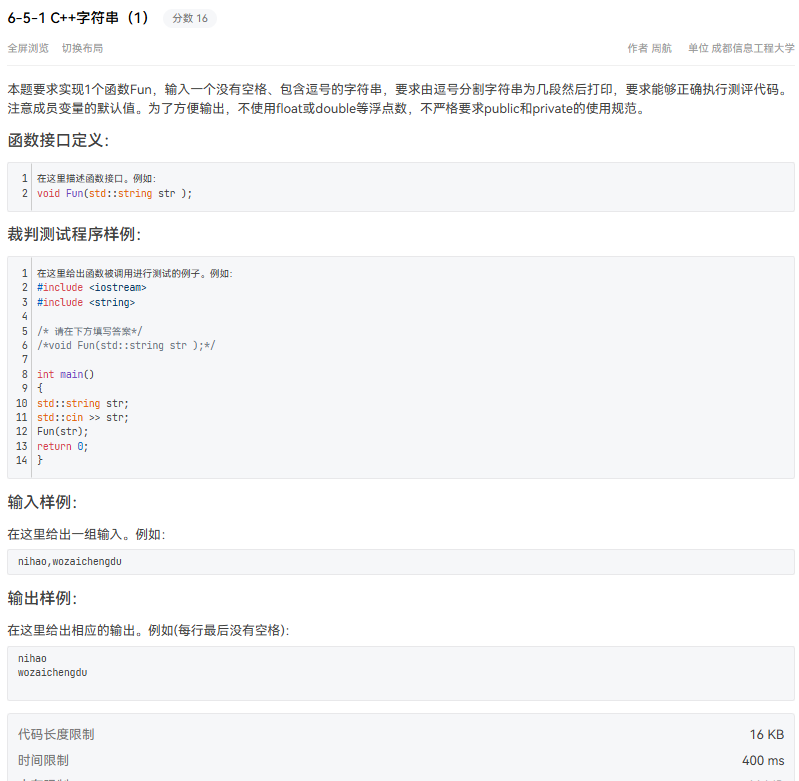 6-5-1 C++字符串（1） 分数 16
全屏浏览 切换布局 作者 周航 单位 成都信息工程大学
本题要求实现1个函数Fun，输入一个没有空格、包含逗号的字符串，要求由逗号分割字符串为几段然后打印，要求能够正确执行测评代码。
注意成员变量的默认值。为了方便输出，不使用float或double等浮点数，不严格要求public和private的使用规范。
函数接口定义：
1 在这里描述函数接口。例如:
2 void Fun(std::string str );
裁判测试程序样例：
1 在这里给出函数被调用进行测试的例子。例如:
2 #include <iostream>
3 #include <string>
4
5 /* 请在下方填写答案*/
6 /*void Fun(std::string str );*/
7
8 int main()
9 {
10 std::string str;
11 std::cin >> str;
12 Fun(str);
13 return 0;
14 }
输入样例：
在这里给出一组输入。例如:
nihao,wozaichengdu
输出样例：
在这里给出相应的输出。例如(每行最后没有空格):
nihao
wozaichengdu
代码长度限制 16 KB
时间限制 400 ms